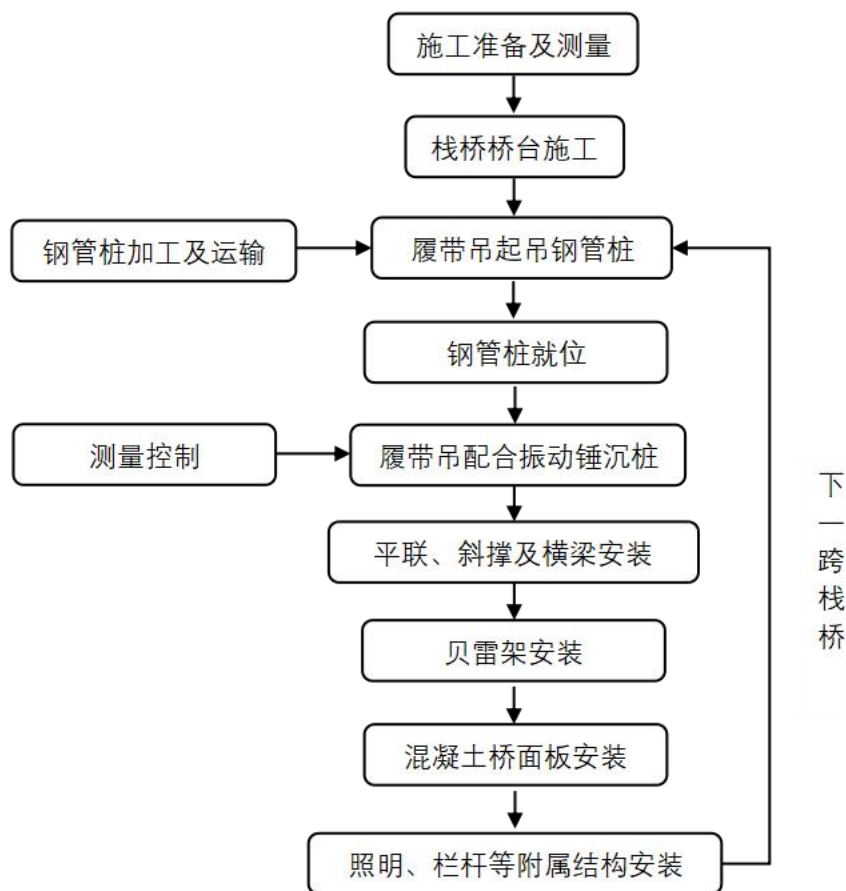 施工准备及测量
栈桥桥台施工
钢管桩加工及运输
履带吊起吊钢管桩
钢管桩就位
测量控制
履带吊配合振动锤沉桩
平联、斜撑及横梁安装
贝雷架安装
混凝土桥面板安装
照明、栏杆等附属结构安装
下
一
跨
栈
桥